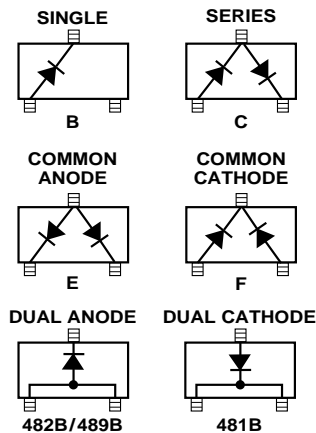 SINGLE
SERIES
B
C
COMMON
ANODE
COMMON
CATHODE
E
F
DUAL ANODE
DUAL CATHODE
482B/489B
481B